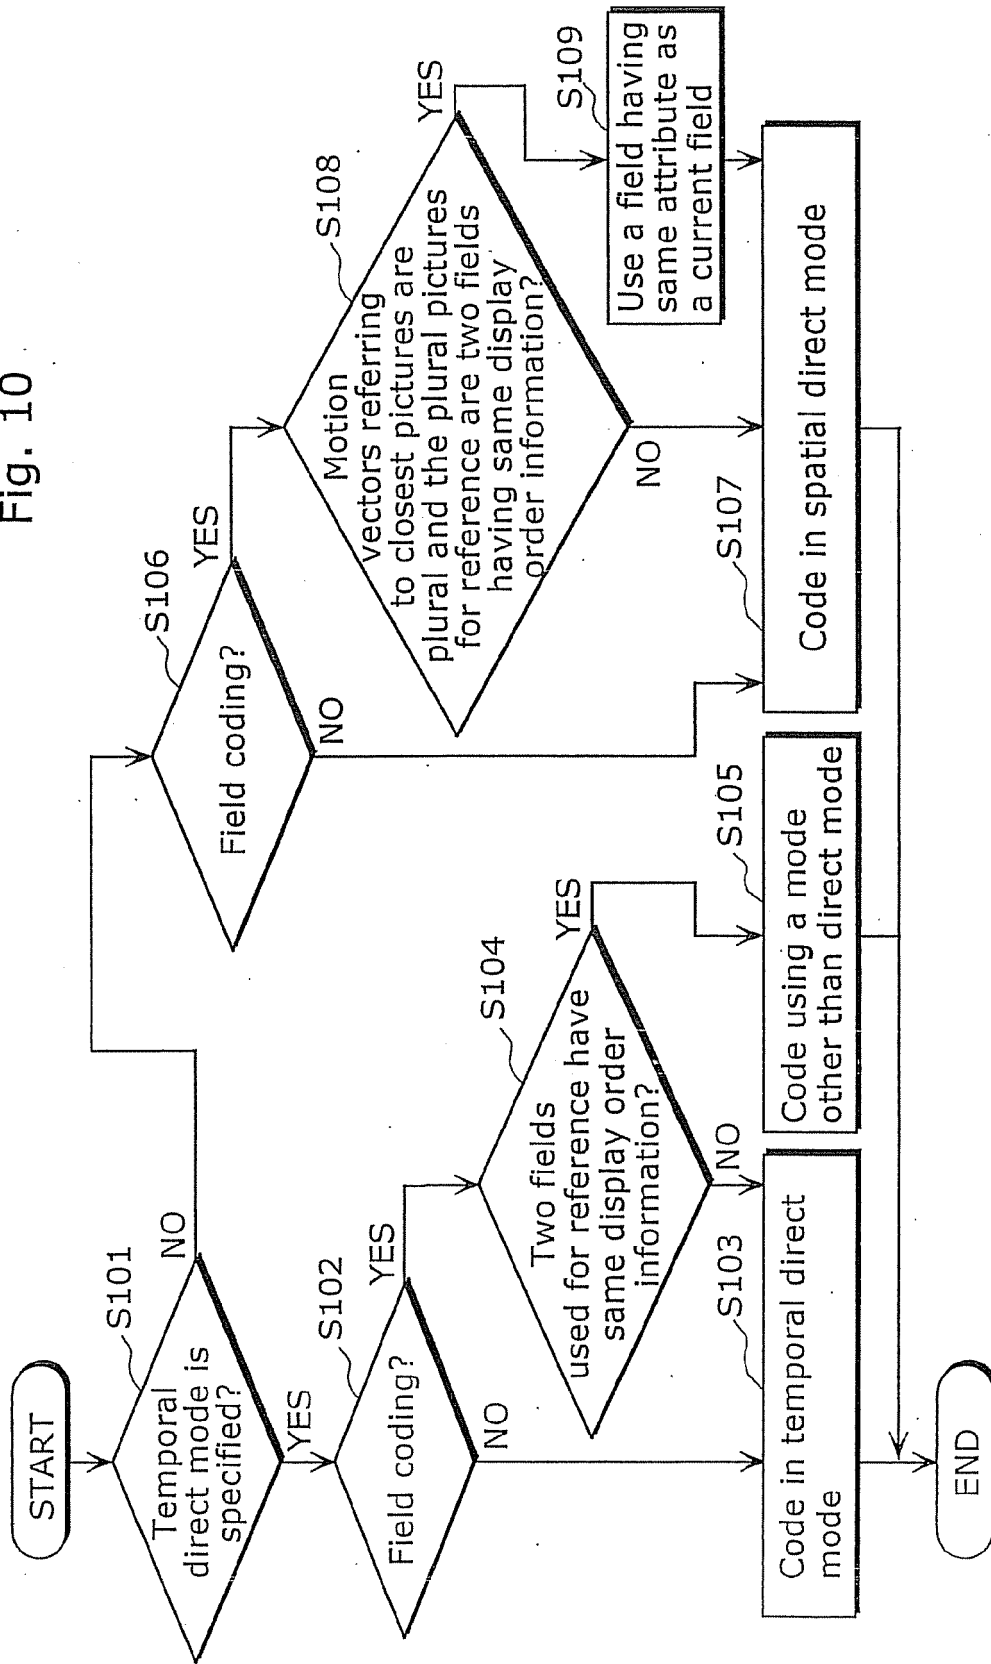 Fig. 10
START
S101
Temporal
direct mode is
specified?
NO
YES
S102
Field coding?
YES
NO
S104
Two fields
used for reference have
same display order
information?
YES
NO
S103
Code in temporal direct
mode
S105
Code using a mode
other than direct mode
S106
Field coding?
YES
NO
S108
Motion
vectors referring
to closest pictures are
plural and the plural pictures
for reference are two fields
having same display
order information?
YES
NO
S109
Use a field having
same attribute as
a current field
S107
Code in spatial direct mode
END